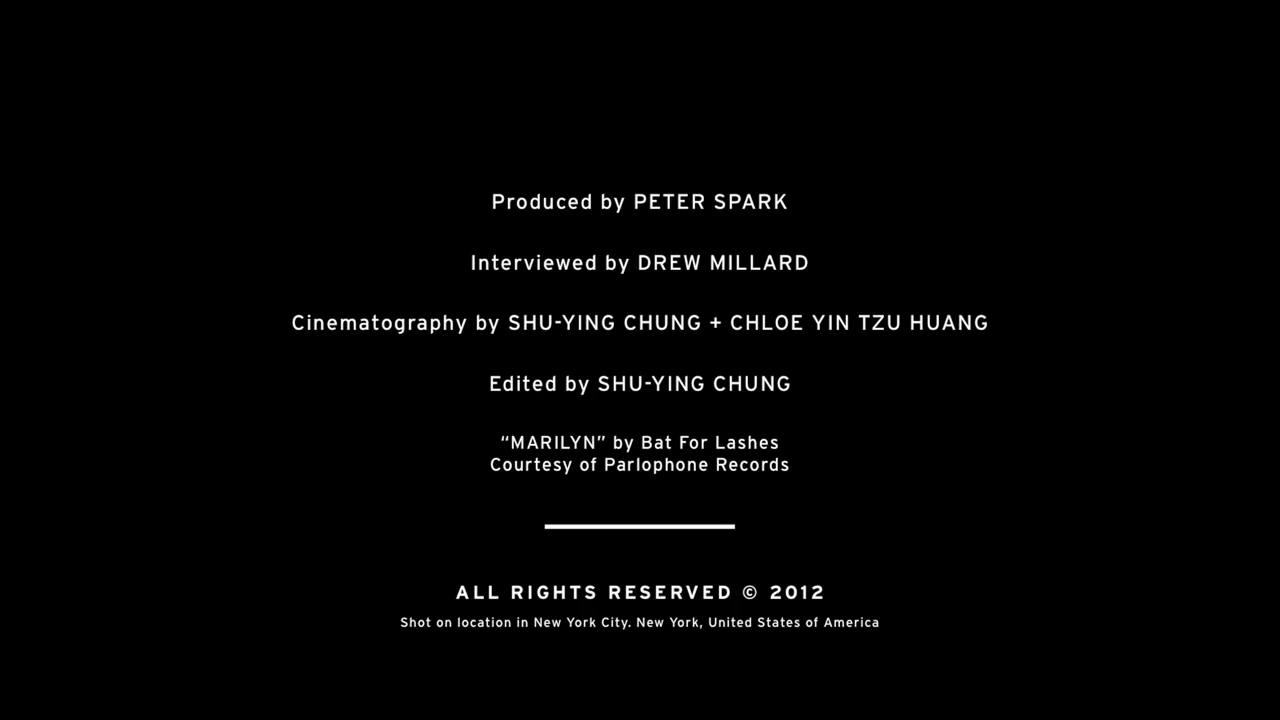 Produced by PETER SPARK
Interviewed by DREW MILLARD
Cinematography by SHU-YING CHUNG + CHLOE YIN TZU HUANG
Edited by SHU-YING CHUNG
“MARILYN” by Bat For Lashes
Courtesy of Parlophone Records
ALL RIGHTS RESERVED © 2012
Shot on location in New York City. New York, United States of America